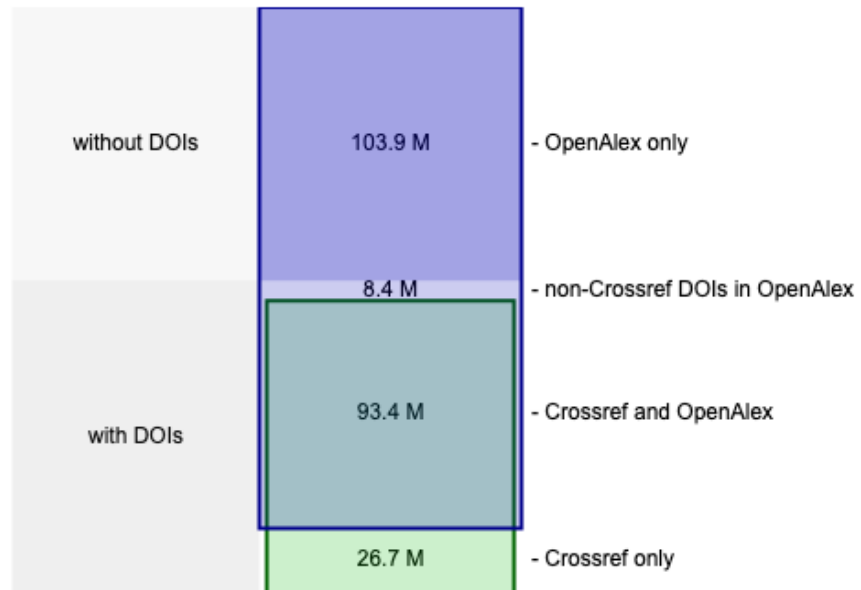 without DOIs
103.9 M
- OpenAlex only
8.4 M
- non-Crossref DOIs in OpenAlex
93.4 M
- Crossref and OpenAlex
with DOIs
26.7 M
- Crossref only